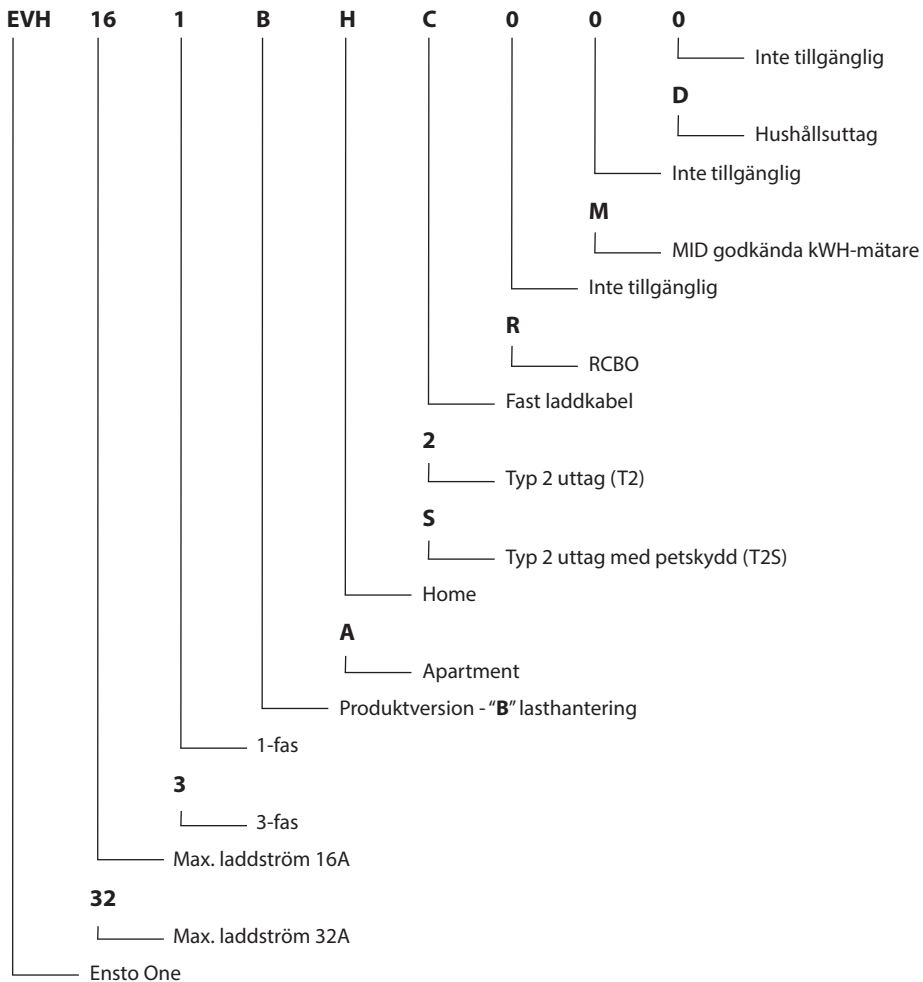 EVH 16 1 B H C 0 0 0
Inte tillgänglig
D
Hushållsuttag
Inte tillgänglig
M
MID godkända kWH-mätare
Inte tillgänglig
R
RCBO
Fast laddkabel
2
Typ 2 uttag (T2)
S
Typ 2 uttag med petskydd (T2S)
Home
A
Apartment
Produktversion - “B” lasthantering
1-fas
3
3-fas
Max. laddström 16A
32
Max. laddström 32A
Ensto One